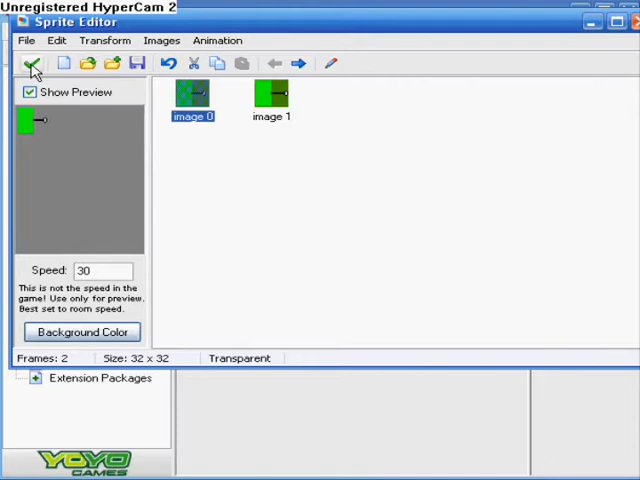 Unregistered HyperCam 2
Sprite Editor
File Edit Transform Images Animation
Show Preview
image 0 image 1
Speed: 30
This is not the speed in the
game! Use only for preview.
Best set to room speed.
Background Color
Frames: 2 Size: 32 x 32 Transparent
Extension Packages
YOYO
GAMES